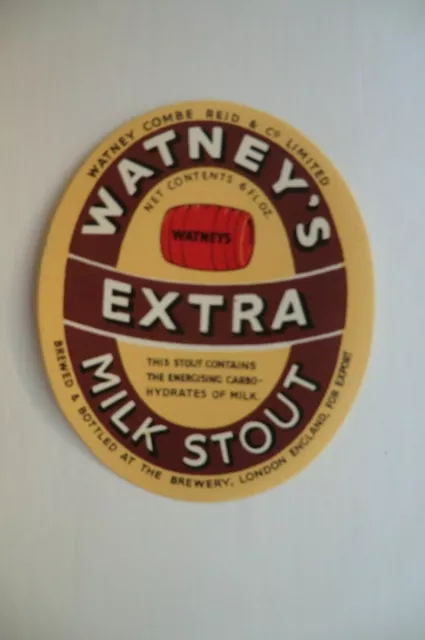 WATNEY COMBE REID & Cº LIMITED
WATNEY'S
NET CONTENTS 6 FL OZ.
WATNEYS
EXTRA
THIS STOUT CONTAINS
THE ENERGISING CARBO-
HYDRATES OF MILK.
MILK STOUT
BREWED & BOTTLED AT THE BREWERY, LONDON ENGLAND, FOR EXPORT